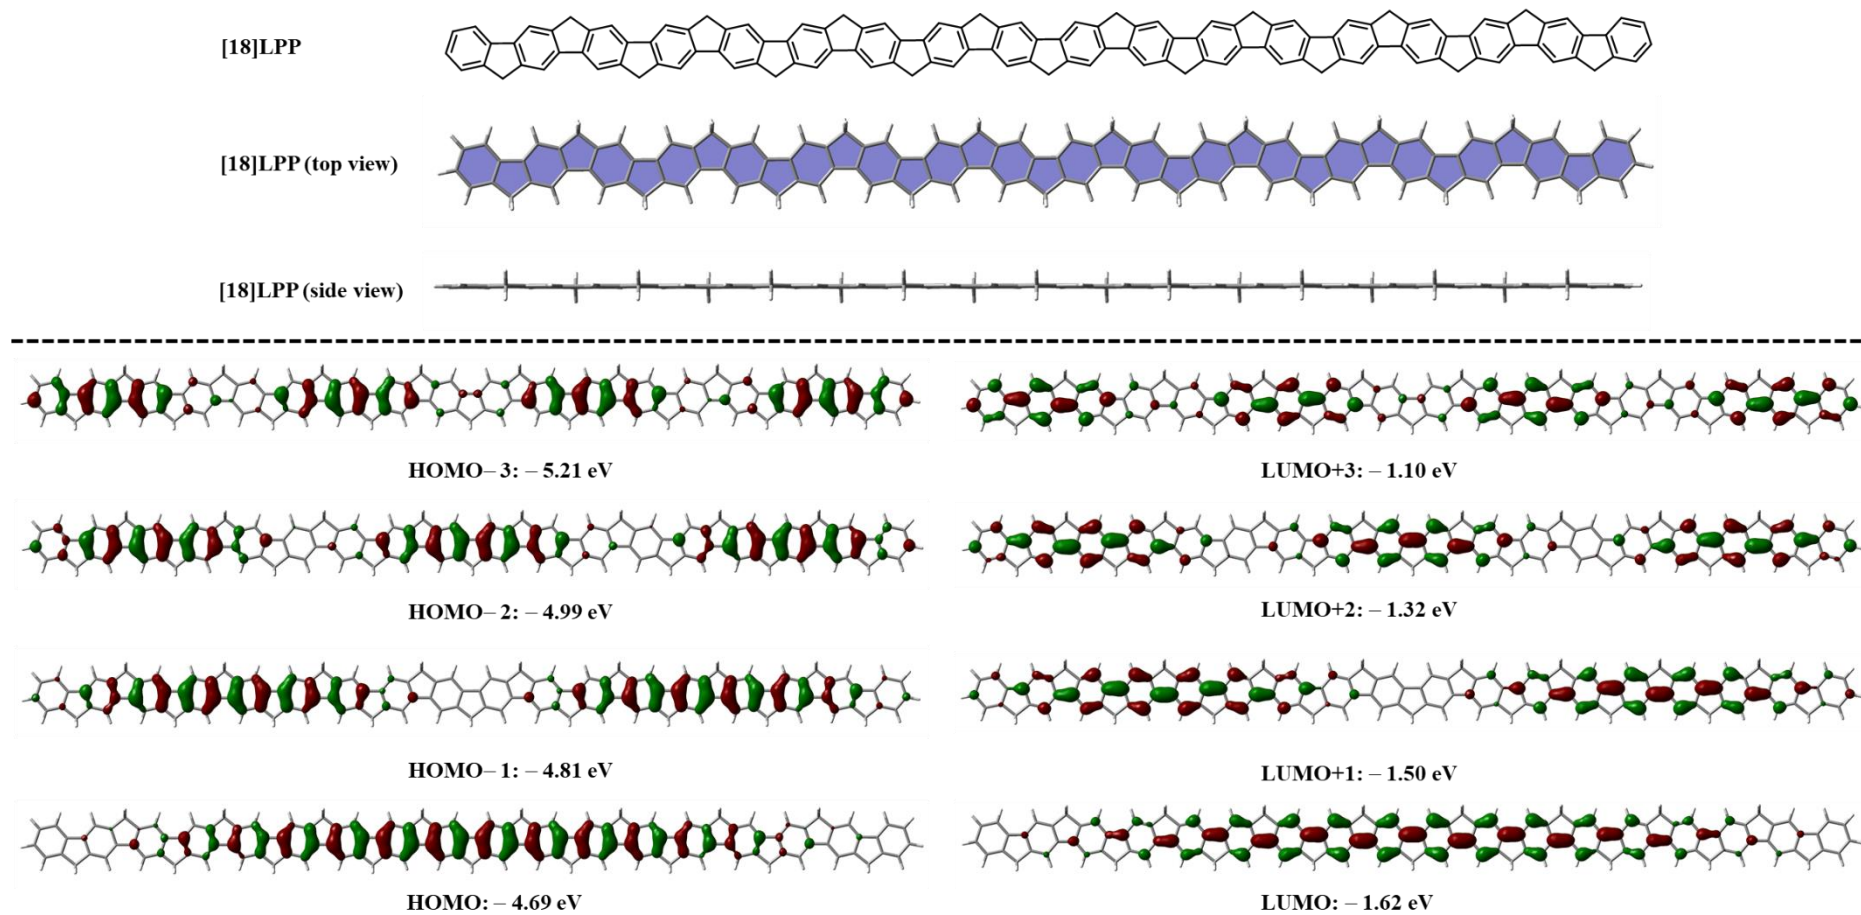 [18]LPP
[18]LPP (top view)
[18]LPP (side view)
HOMO– 3: – 5.21 eV
LUMO+3: – 1.10 eV
HOMO– 2: – 4.99 eV
LUMO+2: – 1.32 eV
HOMO– 1: – 4.81 eV
LUMO+1: – 1.50 eV
HOMO: – 4.69 eV
LUMO: – 1.62 eV